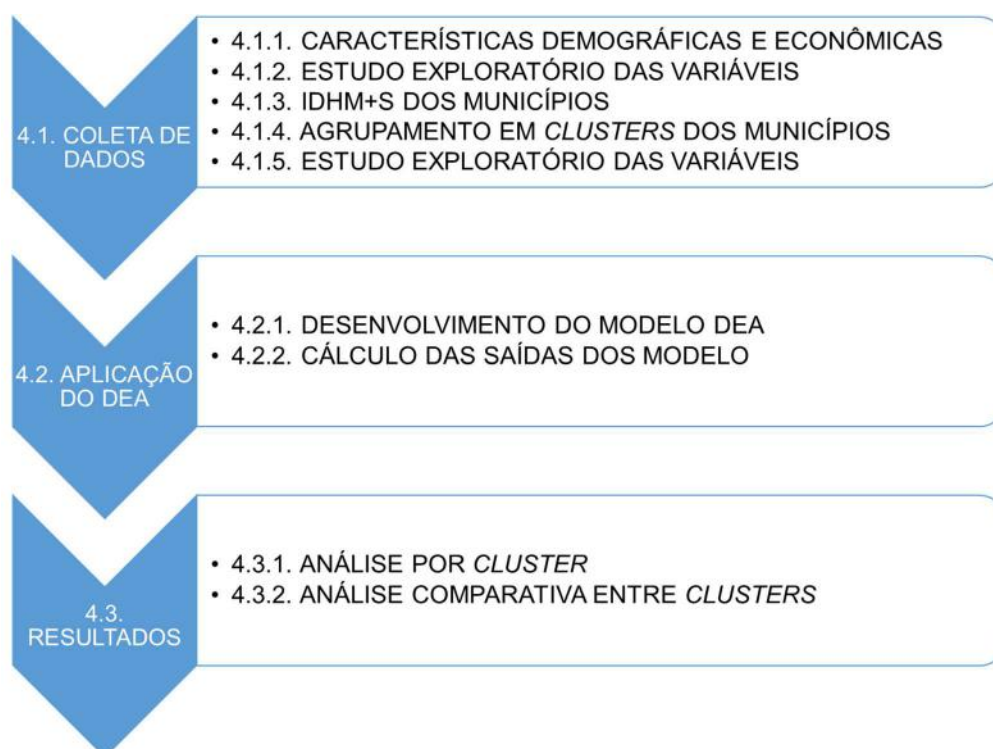 4.1. COLETA DE
DADOS
• 4.1.1. CARACTERÍSTICAS DEMOGRÁFICAS E ECONÔMICAS
• 4.1.2. ESTUDO EXPLORATÓRIO DAS VARIÁVEIS
• 4.1.3. IDHM+S DOS MUNICÍPIOS
• 4.1.4. AGRUPAMENTO EM CLUSTERS DOS MUNICÍPIOS
• 4.1.5. ESTUDO EXPLORATÓRIO DAS VARIÁVEIS
4.2. APLICAÇÃO
DO DEA
• 4.2.1. DESENVOLVIMENTO DO MODELO DEA
• 4.2.2. CÁLCULO DAS SAÍDAS DOS MODELO
4.3.
RESULTADOS
• 4.3.1. ANÁLISE POR CLUSTER
• 4.3.2. ANÁLISE COMPARATIVA ENTRE CLUSTERS